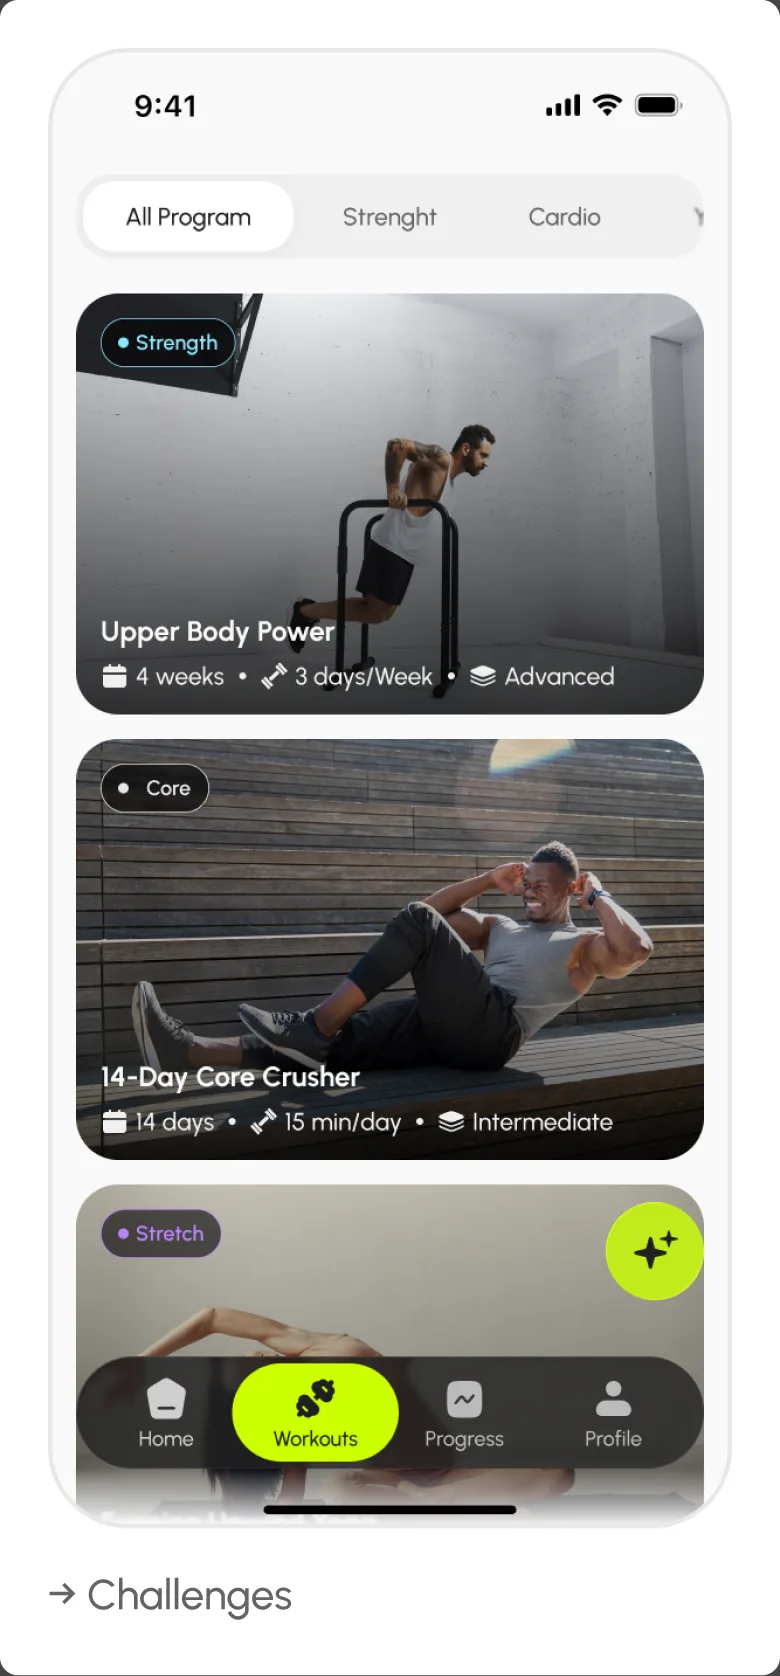 9:41
All Program Strenght Cardio
Strength
Upper Body Power
4 weeks • 3 days/Week • Advanced
Core
14-Day Core Crusher
14 days • 15 min/day • Intermediate
Stretch
Home Workouts Progress Profile
→ Challenges